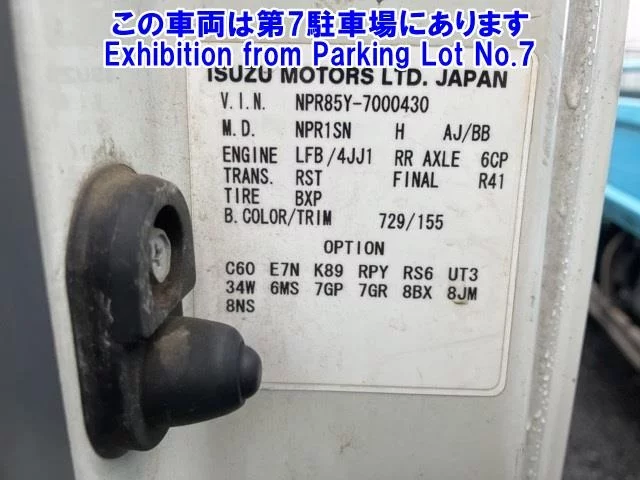 この車両は第7駐車場にあります
Exhibition from Parking Lot No.7
ISUZU MOTORS LTD. JAPAN
V.I.N. NPR85Y-7000430
M.D. NPR1SN H AJ/BB
ENGINE LFB/4JJ1 RR AXLE 6CP
TRANS. RST FINAL R41
TIRE BXP
B.COLOR/TRIM 729/155
OPTION
C60 E7N K89 RPY RS6 UT3
34W 6MS 7GP 7GR 8BX 8JM
8NS